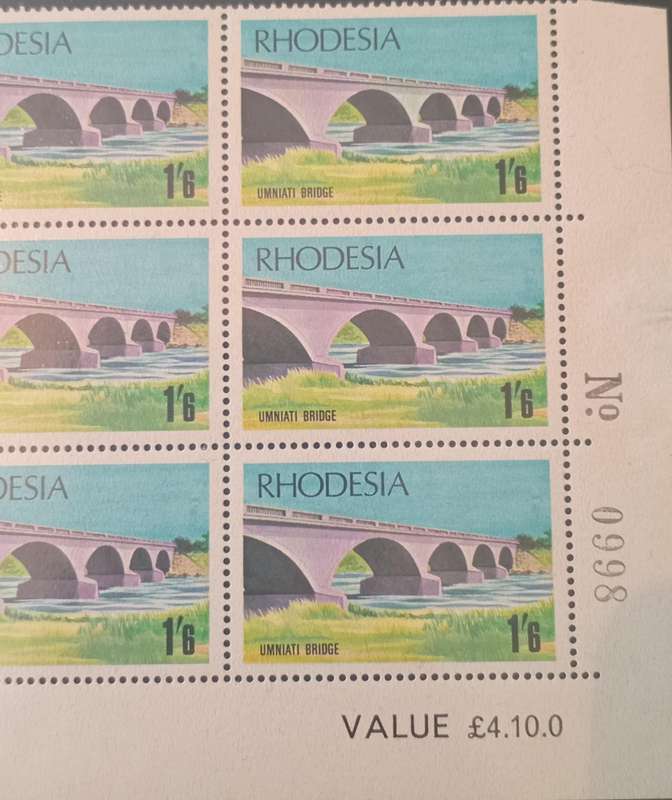 DESIA RHODESIA
UMNIATI BRIDGE
1'6 1'6
DESIA RHODESIA
UMNIATI BRIDGE
1'6 1'6
DESIA RHODESIA
UMNIATI BRIDGE
1'6 1'6
No. 0998
VALUE £4.10.0